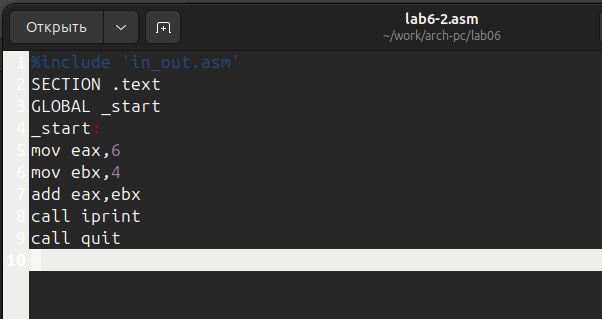 Открыть
lab6-2.asm
~/work/arch-pc/lab06
1 %include 'in_out.asm'
2 SECTION .text
3 GLOBAL _start
4 _start:
5 mov eax,6
6 mov ebx,4
7 add eax,ebx
8 call iprint
9 call quit
10